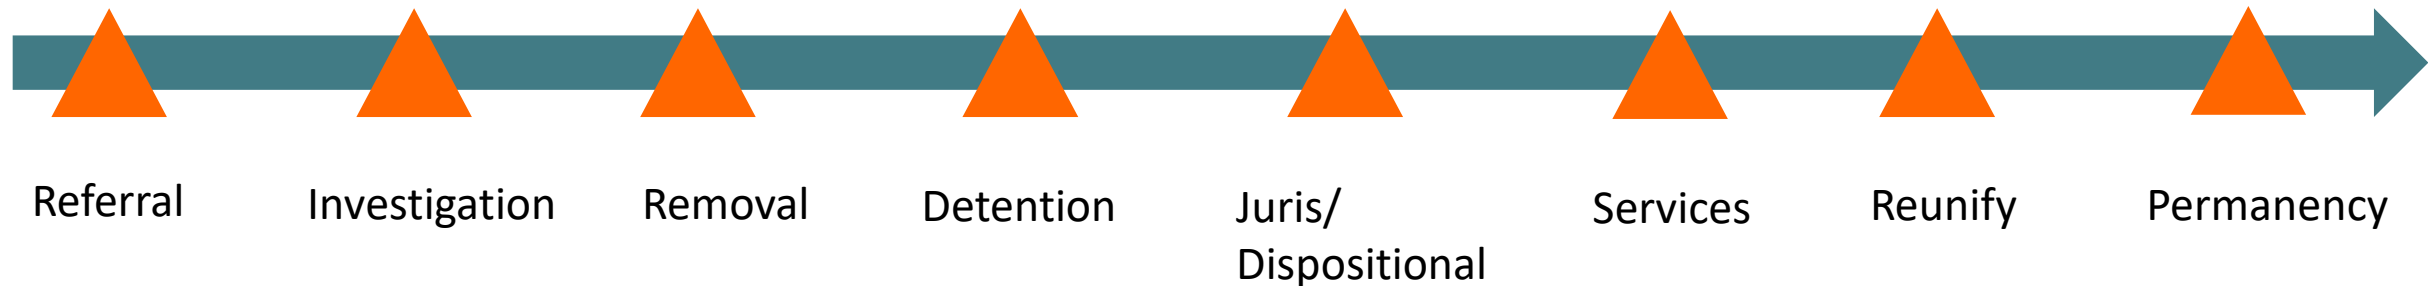 Referral
Investigation
Removal
Detention
Juris/
Dispositional
Services
Reunify
Permanency